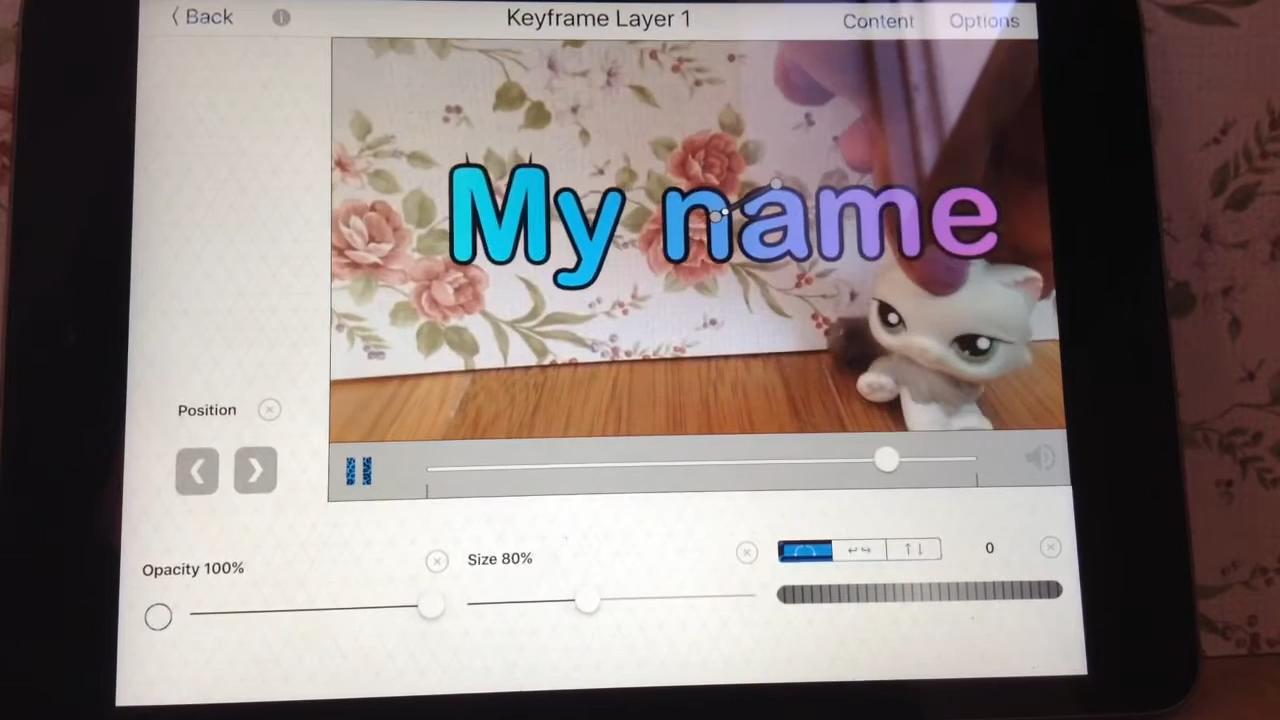 Back
Keyframe Layer 1
Content
Options
My name
Position
Opacity 100%
Size 80%
0